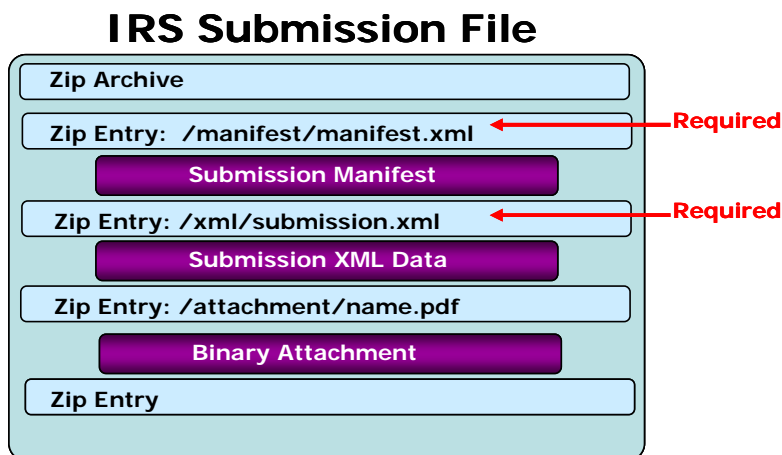 IRS Submission File
Zip Archive
Zip Entry: /manifest/manifest.xml
Required
Submission Manifest
Zip Entry: /xml/submission.xml
Required
Submission XML Data
Zip Entry: /attachment/name.pdf
Binary Attachment
Zip Entry